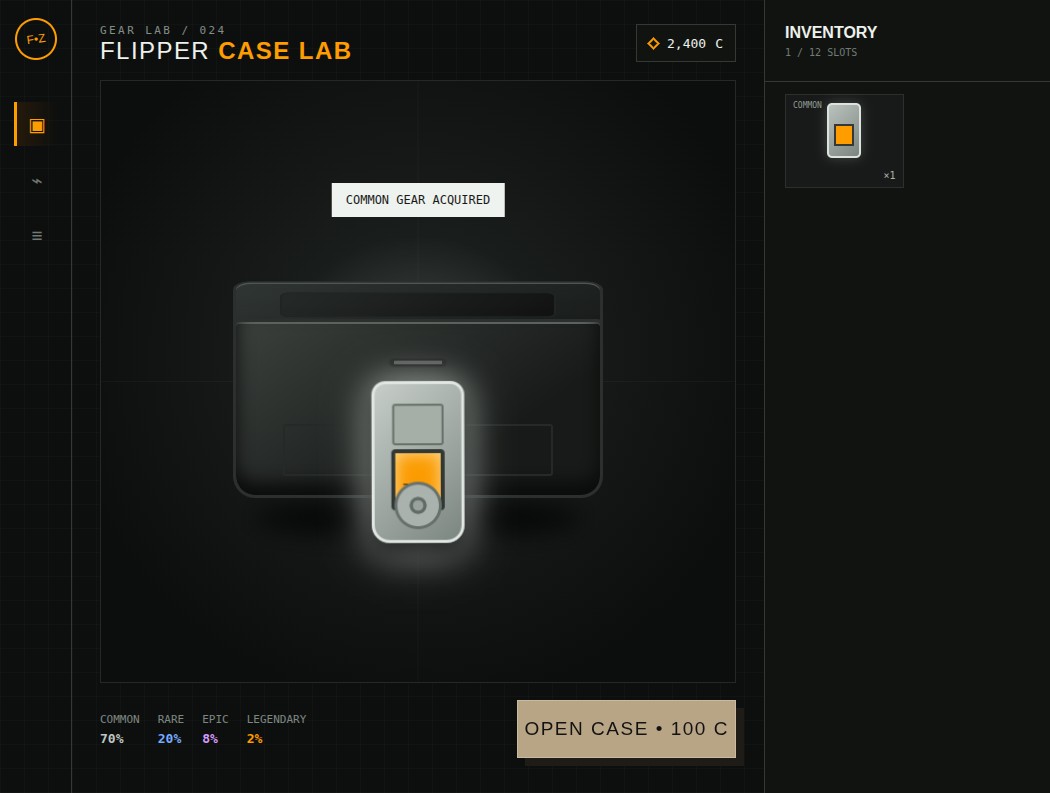 F•Z
GEAR LAB / 024
FLIPPER CASE LAB
2,400 C
COMMON GEAR ACQUIRED
COMMON RARE EPIC LEGENDARY
70% 20% 8% 2%
OPEN CASE • 100 C
INVENTORY
1 / 12 SLOTS
COMMON
×1